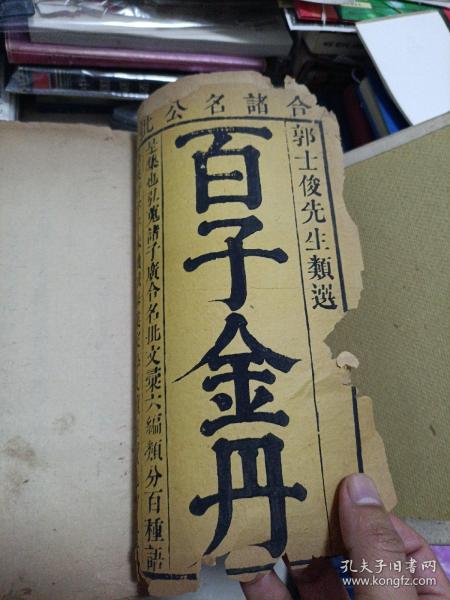 合諸名公批
郭士俊先生類選
百子金丹
是集也弘蒐諸子廣合名批文彙六編類分百種語
孔夫子旧书网
www.kongfz.com